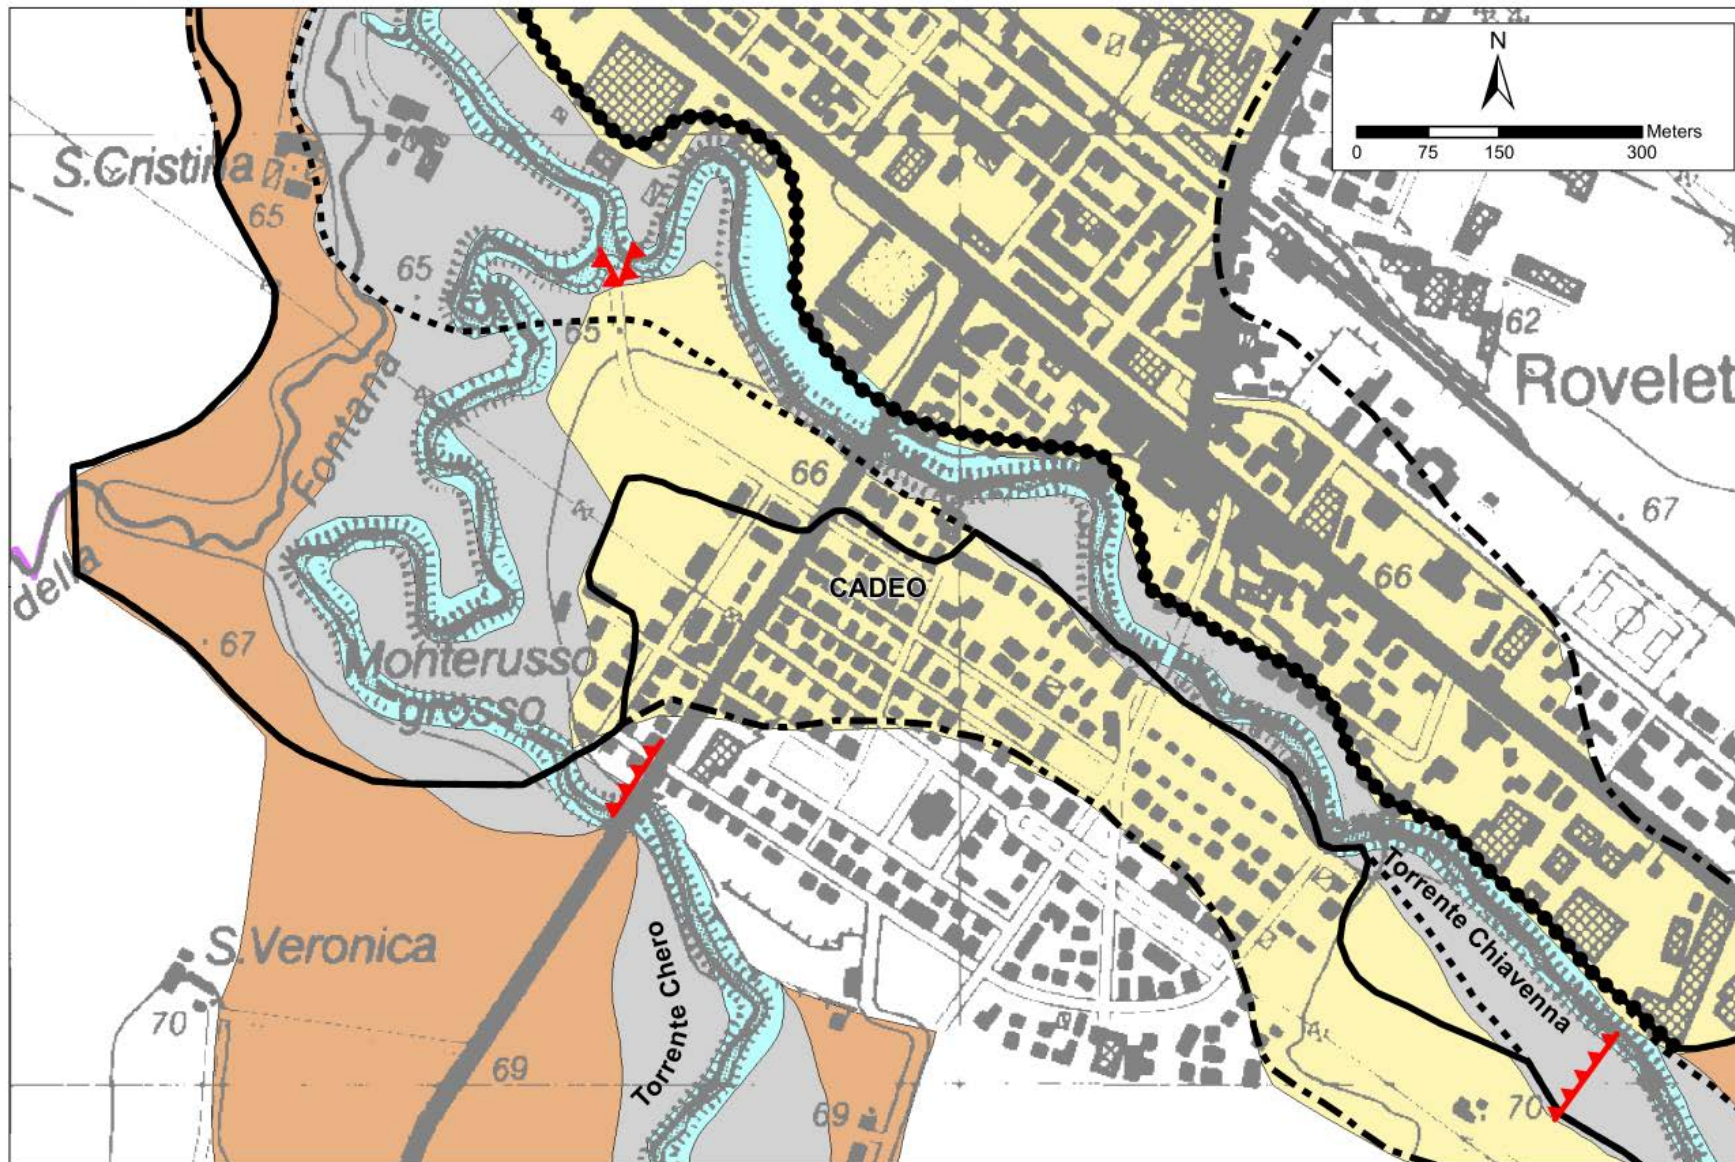 N
Meters
0 75 150 300
S.Cristina
65
65
65
62
Rovelet
Fontana
66
67
CADEO
66
della
67
Monterusso
grosso
Torrente Chiavenna
S.Veronica
Torrente Chero
70
69
69
70